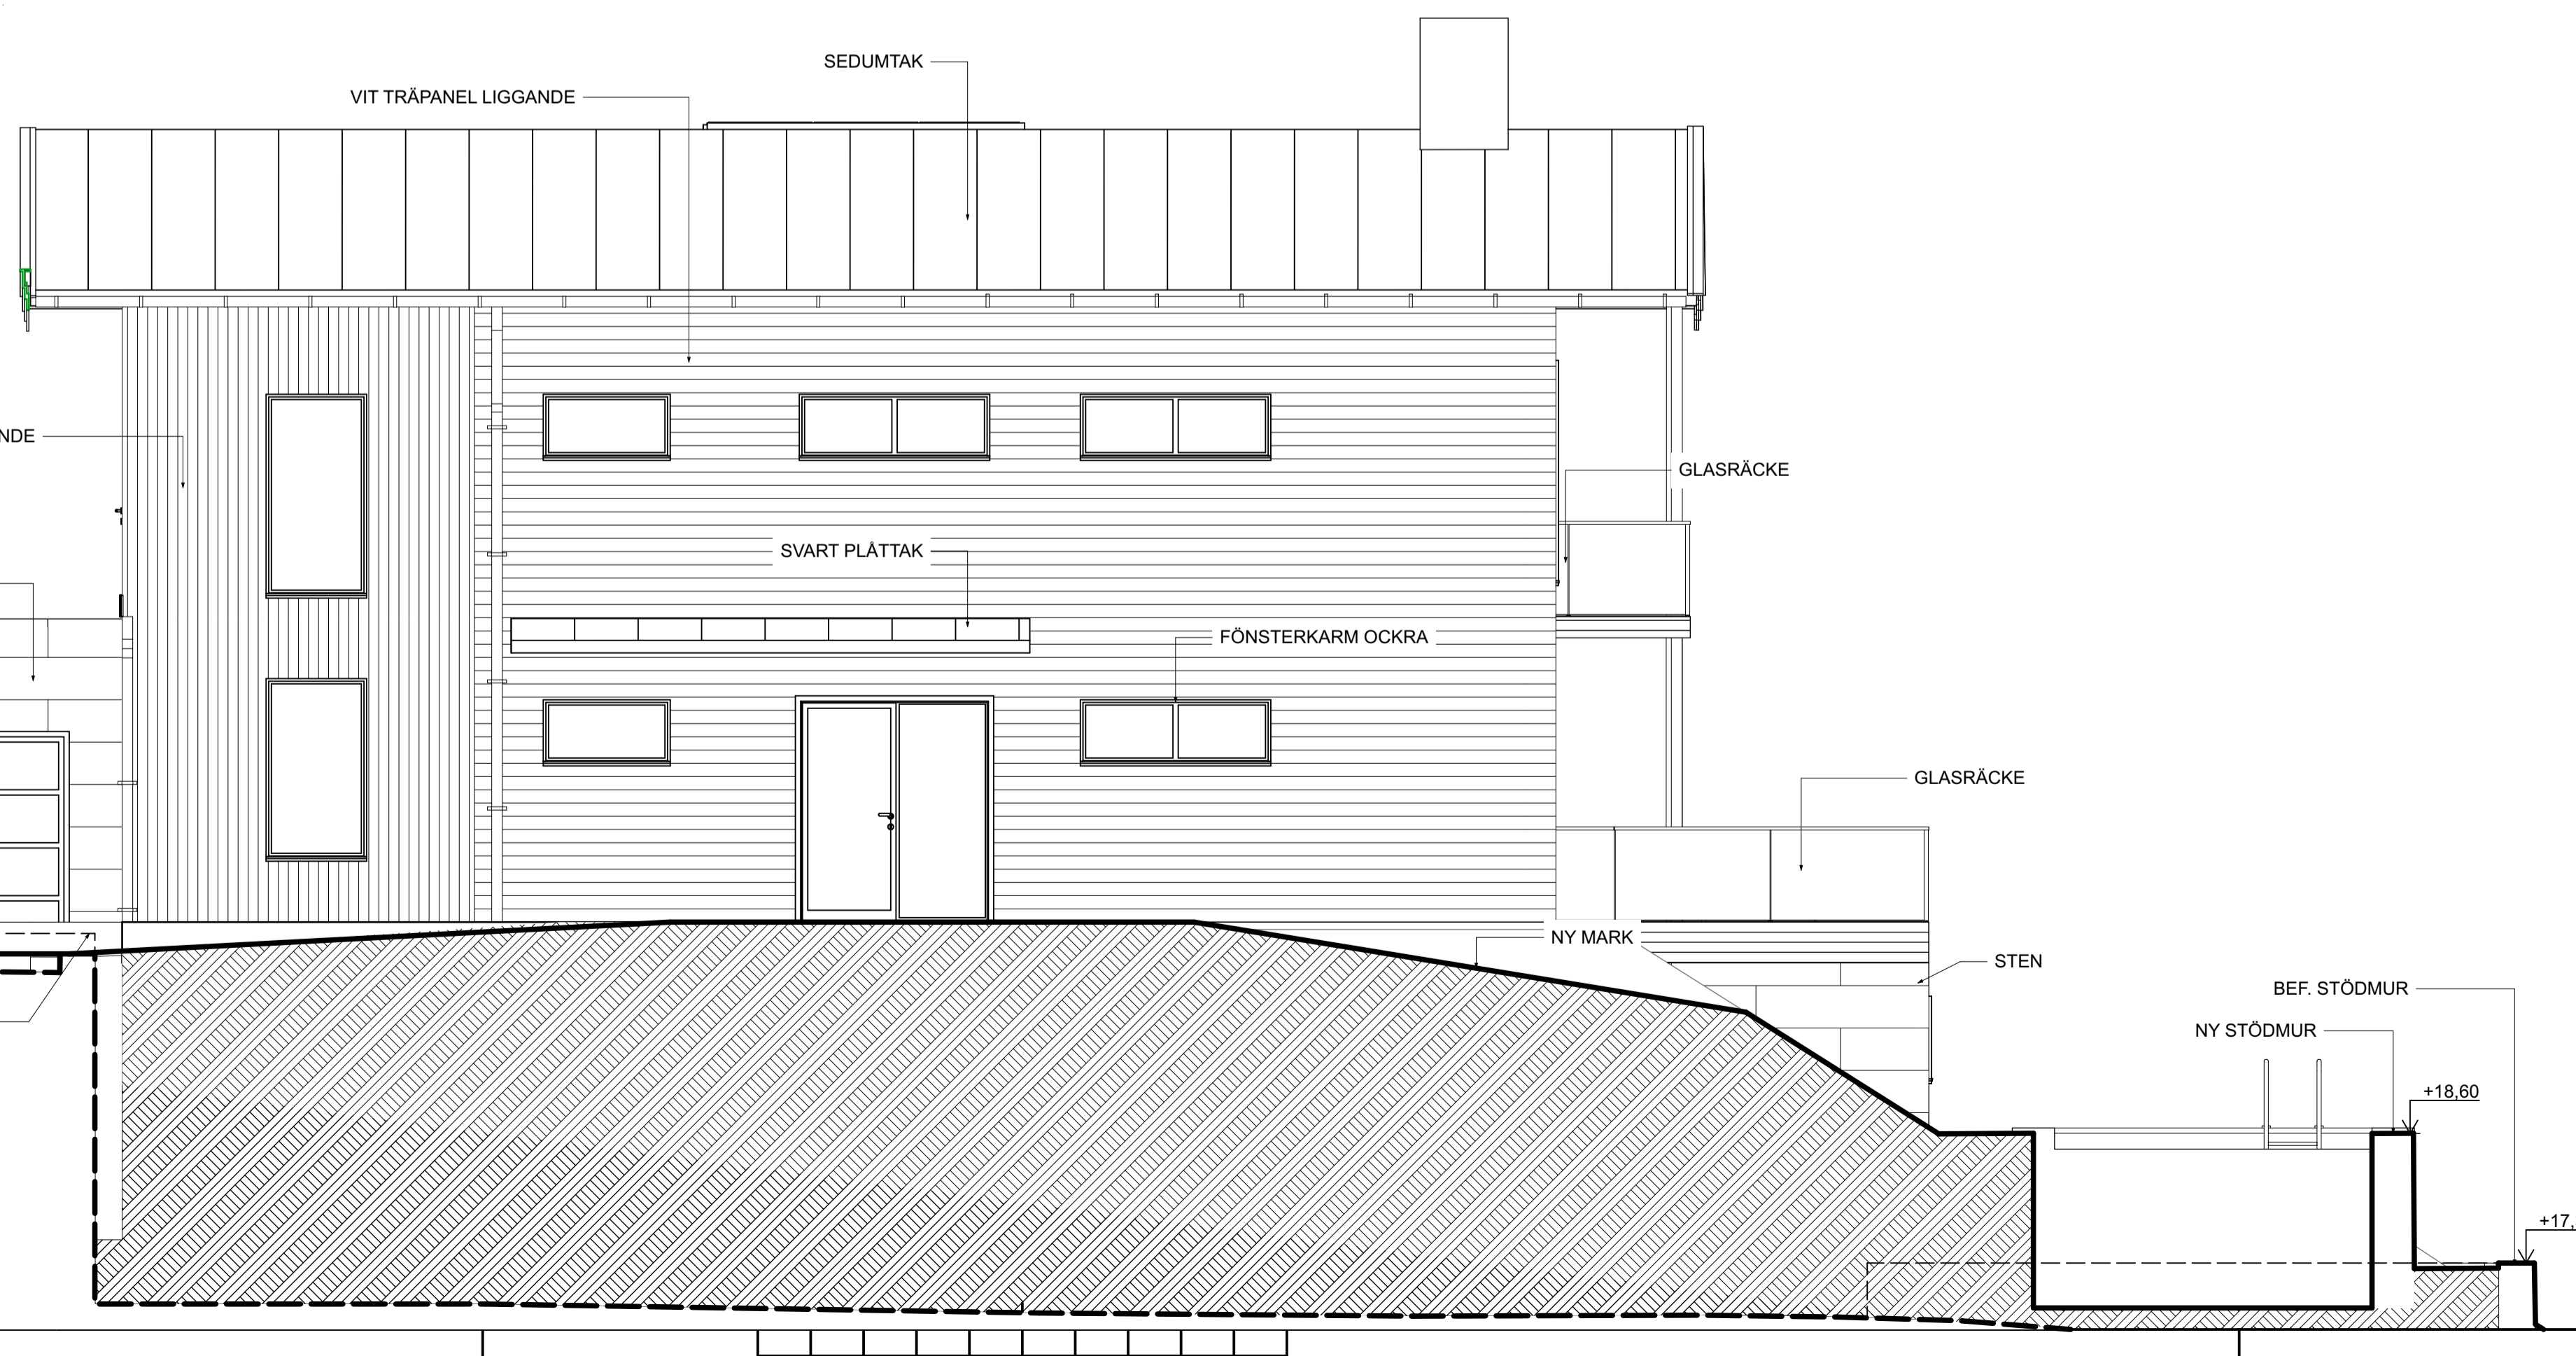 SEDUMTAK
VIT TRÄPANEL LIGGANDE
NDE
GLASRÄCKE
SVART PLÅTTAK
FÖNSTERKARM OCKRA
GLASRÄCKE
NY MARK
STEN
BEF. STÖDMUR
NY STÖDMUR
+18,60
+17,